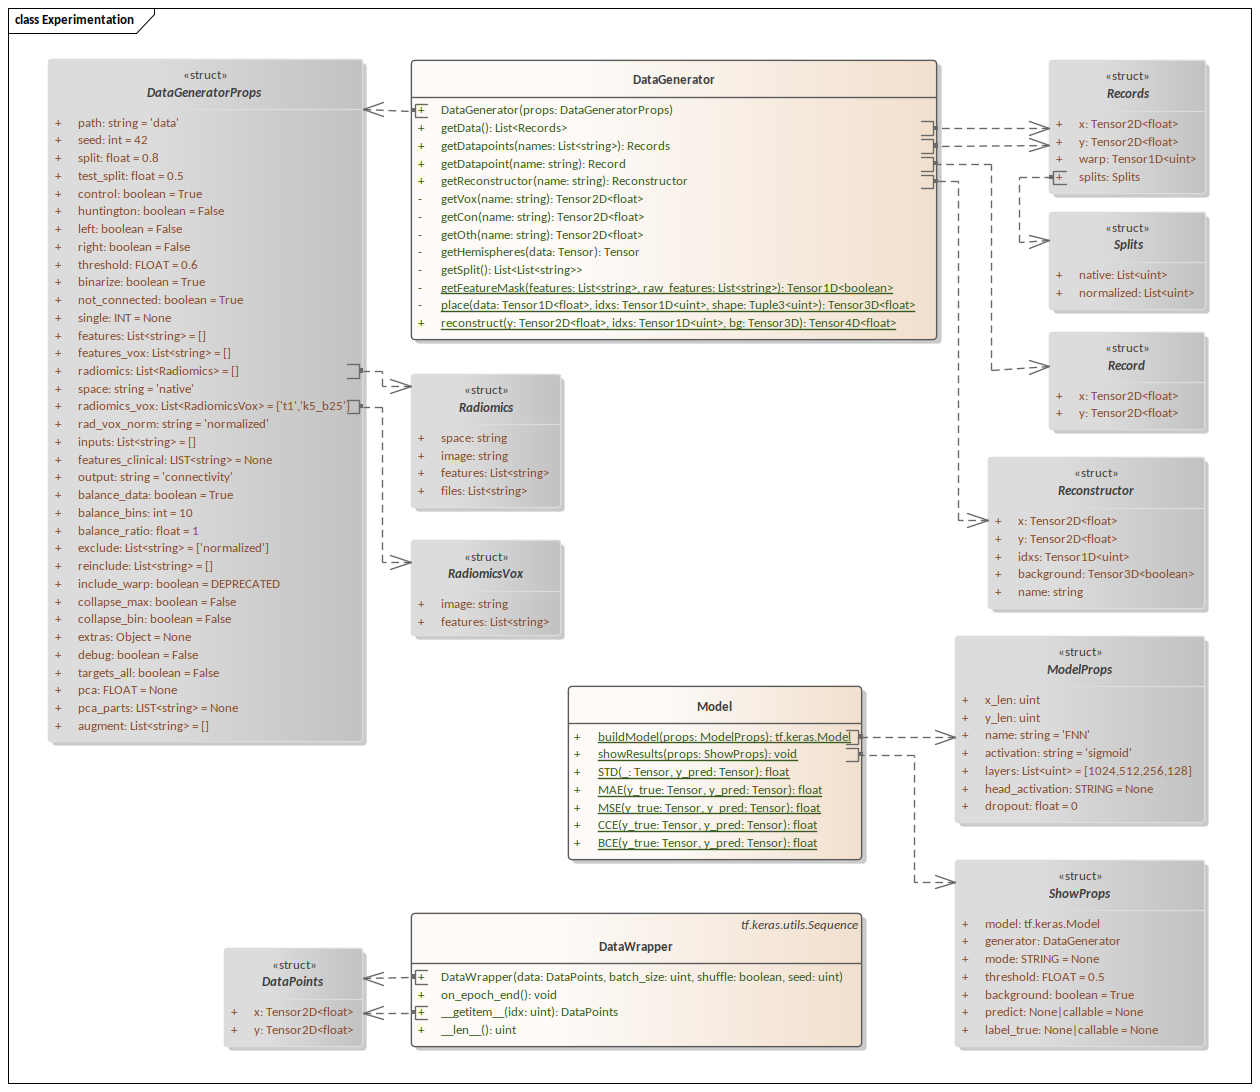 class Experimentation
«struct»
DataGeneratorProps
+ path: string = 'data'
+ seed: int = 42
+ split: float = 0.8
+ test_split: float = 0.5
+ control: boolean = True
+ huntington: boolean = False
+ left: boolean = False
+ right: boolean = False
+ threshold: FLOAT = 0.6
+ binarize: boolean = True
+ not_connected: boolean = True
+ single: INT = None
+ features: List<string> = []
+ features_vox: List<string> = []
+ radiomics: List<Radiomics> = []
+ space: string = 'native'
+ radiomics_vox: List<RadiomicsVox> = {'t1','k5_b25'}
+ rad_vox_norm: string = 'normalized'
+ inputs: List<string> = []
+ features_clinical: LIST<string> = None
+ output: string = 'connectivity'
+ balance_data: boolean = True
+ balance_bins: int = 10
+ balance_ratio: float = 1
+ exclude: List<string> = ['normalized']
+ reinclude: List<string> = []
+ include_warp: boolean = DEPRECATED
+ collapse_max: boolean = False
+ collapse_bin: boolean = False
+ extras: Object = None
+ debug: boolean = False
+ targets_all: boolean = False
+ pca: FLOAT = None
+ pca_parts: LIST<string> = None
+ augment: List<string> = []
DataGenerator
+ DataGenerator(props: DataGeneratorProps)
+ getData(): List<Records>
+ getDatapoints(names: List<string>): Records
+ getDatapoint(name: string): Record
+ getReconstructor(name: string): Reconstructor
- getVox(name: string): Tensor2D<float>
- getCon(name: string): Tensor2D<float>
- getOth(name: string): Tensor2D<float>
- getHemispheres(data: Tensor): Tensor
- getSplit(): List<List<string>>
- getFeatureMask(features: List<string>, raw_features: List<string>): Tensor1D<boolean>
- place(data: Tensor1D<float>, idxs: Tensor1D<uint>, shape: Tuple3<uint>): Tensor3D<float>
+ reconstruct(y: Tensor2D<float>, idxs: Tensor1D<uint>, bg: Tensor3D): Tensor4D<float>
«struct»
Records
+ x: Tensor2D<float>
+ y: Tensor2D<float>
+ warp: Tensor1D<uint>
+ splits: Splits
«struct»
Splits
+ native: List<uint>
+ normalized: List<uint>
«struct»
Record
+ x: Tensor2D<float>
+ y: Tensor2D<float>
«struct»
Radiomics
+ space: string
+ image: string
+ features: List<string>
+ files: List<string>
«struct»
Reconstructor
+ x: Tensor2D<float>
+ y: Tensor2D<float>
+ idxs: Tensor1D<uint>
+ background: Tensor3D<boolean>
+ name: string
«struct»
RadiomicsVox
+ image: string
+ features: List<string>
«struct»
ModelProps
+ x_len: uint
+ y_len: uint
+ name: string = 'FNN'
+ activation: string = 'sigmoid'
+ layers: List<uint> = [1024,512,256,128]
+ head_activation: STRING = None
+ dropout: float = 0
Model
+ buildModel(props: ModelProps): tf.keras.Model
+ showResults(props: ShowProps): void
+ STD(_: Tensor, y_pred: Tensor): float
+ MAE(y_true: Tensor, y_pred: Tensor): float
+ MSE(y_true: Tensor, y_pred: Tensor): float
+ CCE(y_true: Tensor, y_pred: Tensor): float
+ BCE(y_true: Tensor, y_pred: Tensor): float
«struct»
ShowProps
+ model: tf.keras.Model
+ generator: DataGenerator
+ mode: STRING = None
+ threshold: FLOAT = 0.5
+ background: boolean = True
+ predict: None|callable = None
+ label_true: None|callable = None
tf.keras.utils.Sequence
DataWrapper
+ DataWrapper(data: DataPoints, batch_size: uint, shuffle: boolean, seed: uint)
+ on_epoch_end(): void
+ __getitem__(idx: uint): DataPoints
+ __len__(): uint
«struct»
DataPoints
+ x: Tensor2D<float>
+ y: Tensor2D<float>